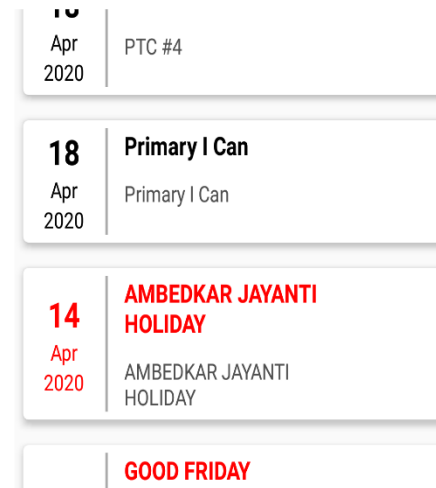 Apr
2020
PTC #4
18
Apr
2020
Primary I Can
Primary I Can
14
Apr
2020
AMBEDKAR JAYANTI
HOLIDAY
AMBEDKAR JAYANTI
HOLIDAY
GOOD FRIDAY